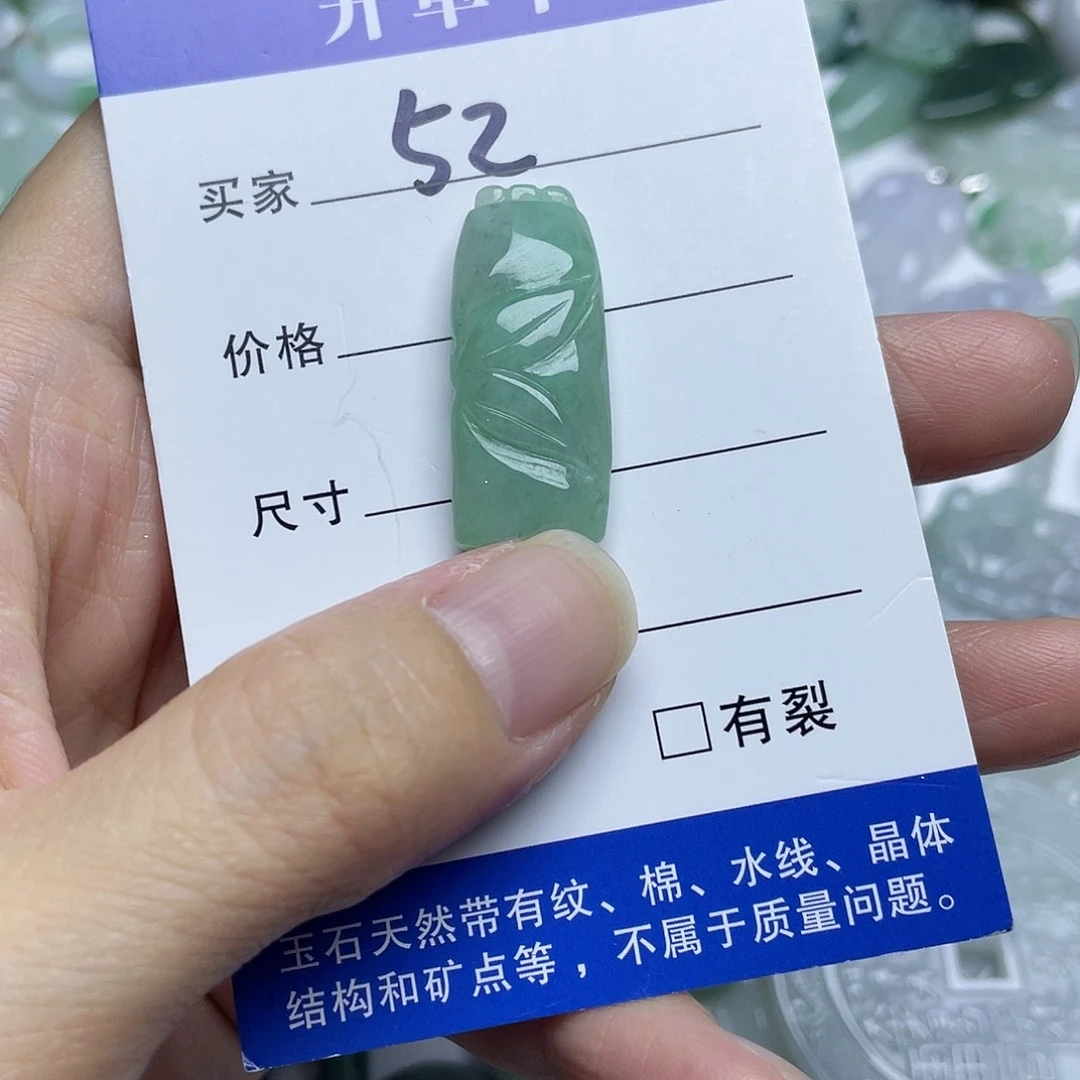 52
买家
价格
尺寸
有裂
玉石天然带有纹、棉、水线、晶体
结构和矿点等，不属于质量问题。